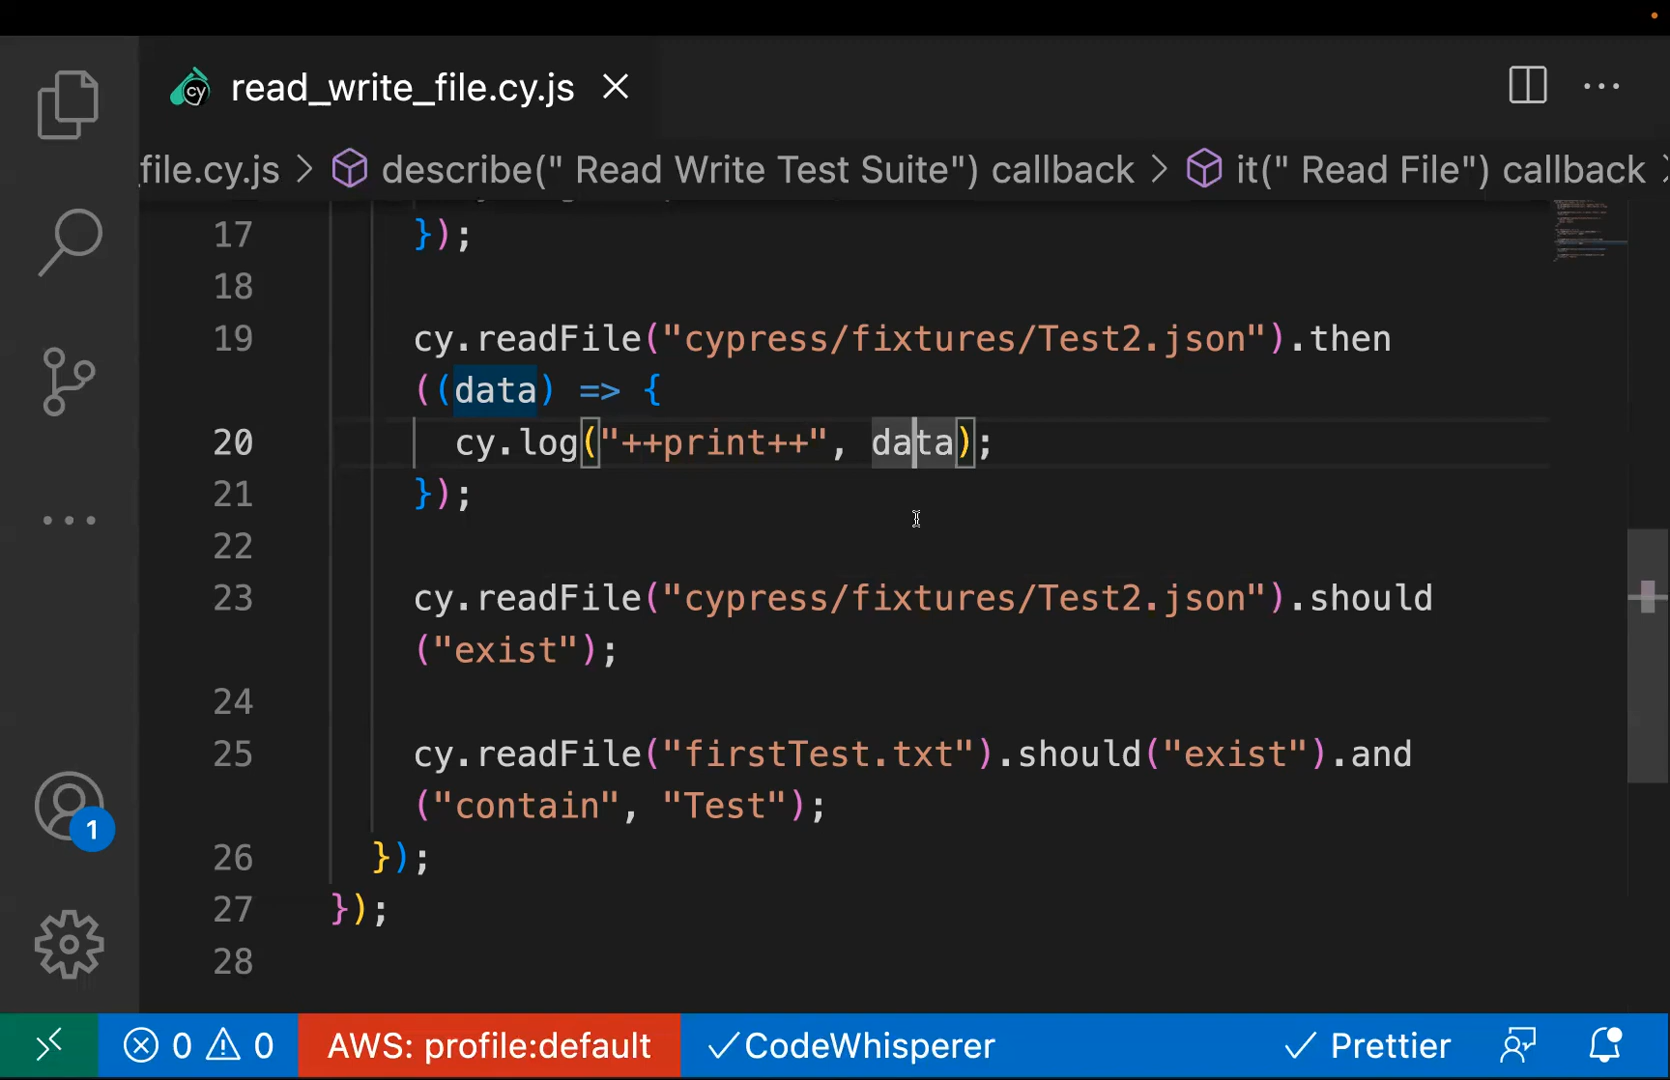 read_write_file.cy.js
file.cy.js > describe(" Read Write Test Suite") callback > it(" Read File") callback
17 });
18
19 cy.readFile("cypress/fixtures/Test2.json").then
((data) => {
20 cy.log("++print++", data);
21 });
22
23 cy.readFile("cypress/fixtures/Test2.json").should
("exist");
24
25 cy.readFile("firstTest.txt").should("exist").and
("contain", "Test");
26 });
27 });
28
1
0 0 AWS: profile:default CodeWhisperer Prettier